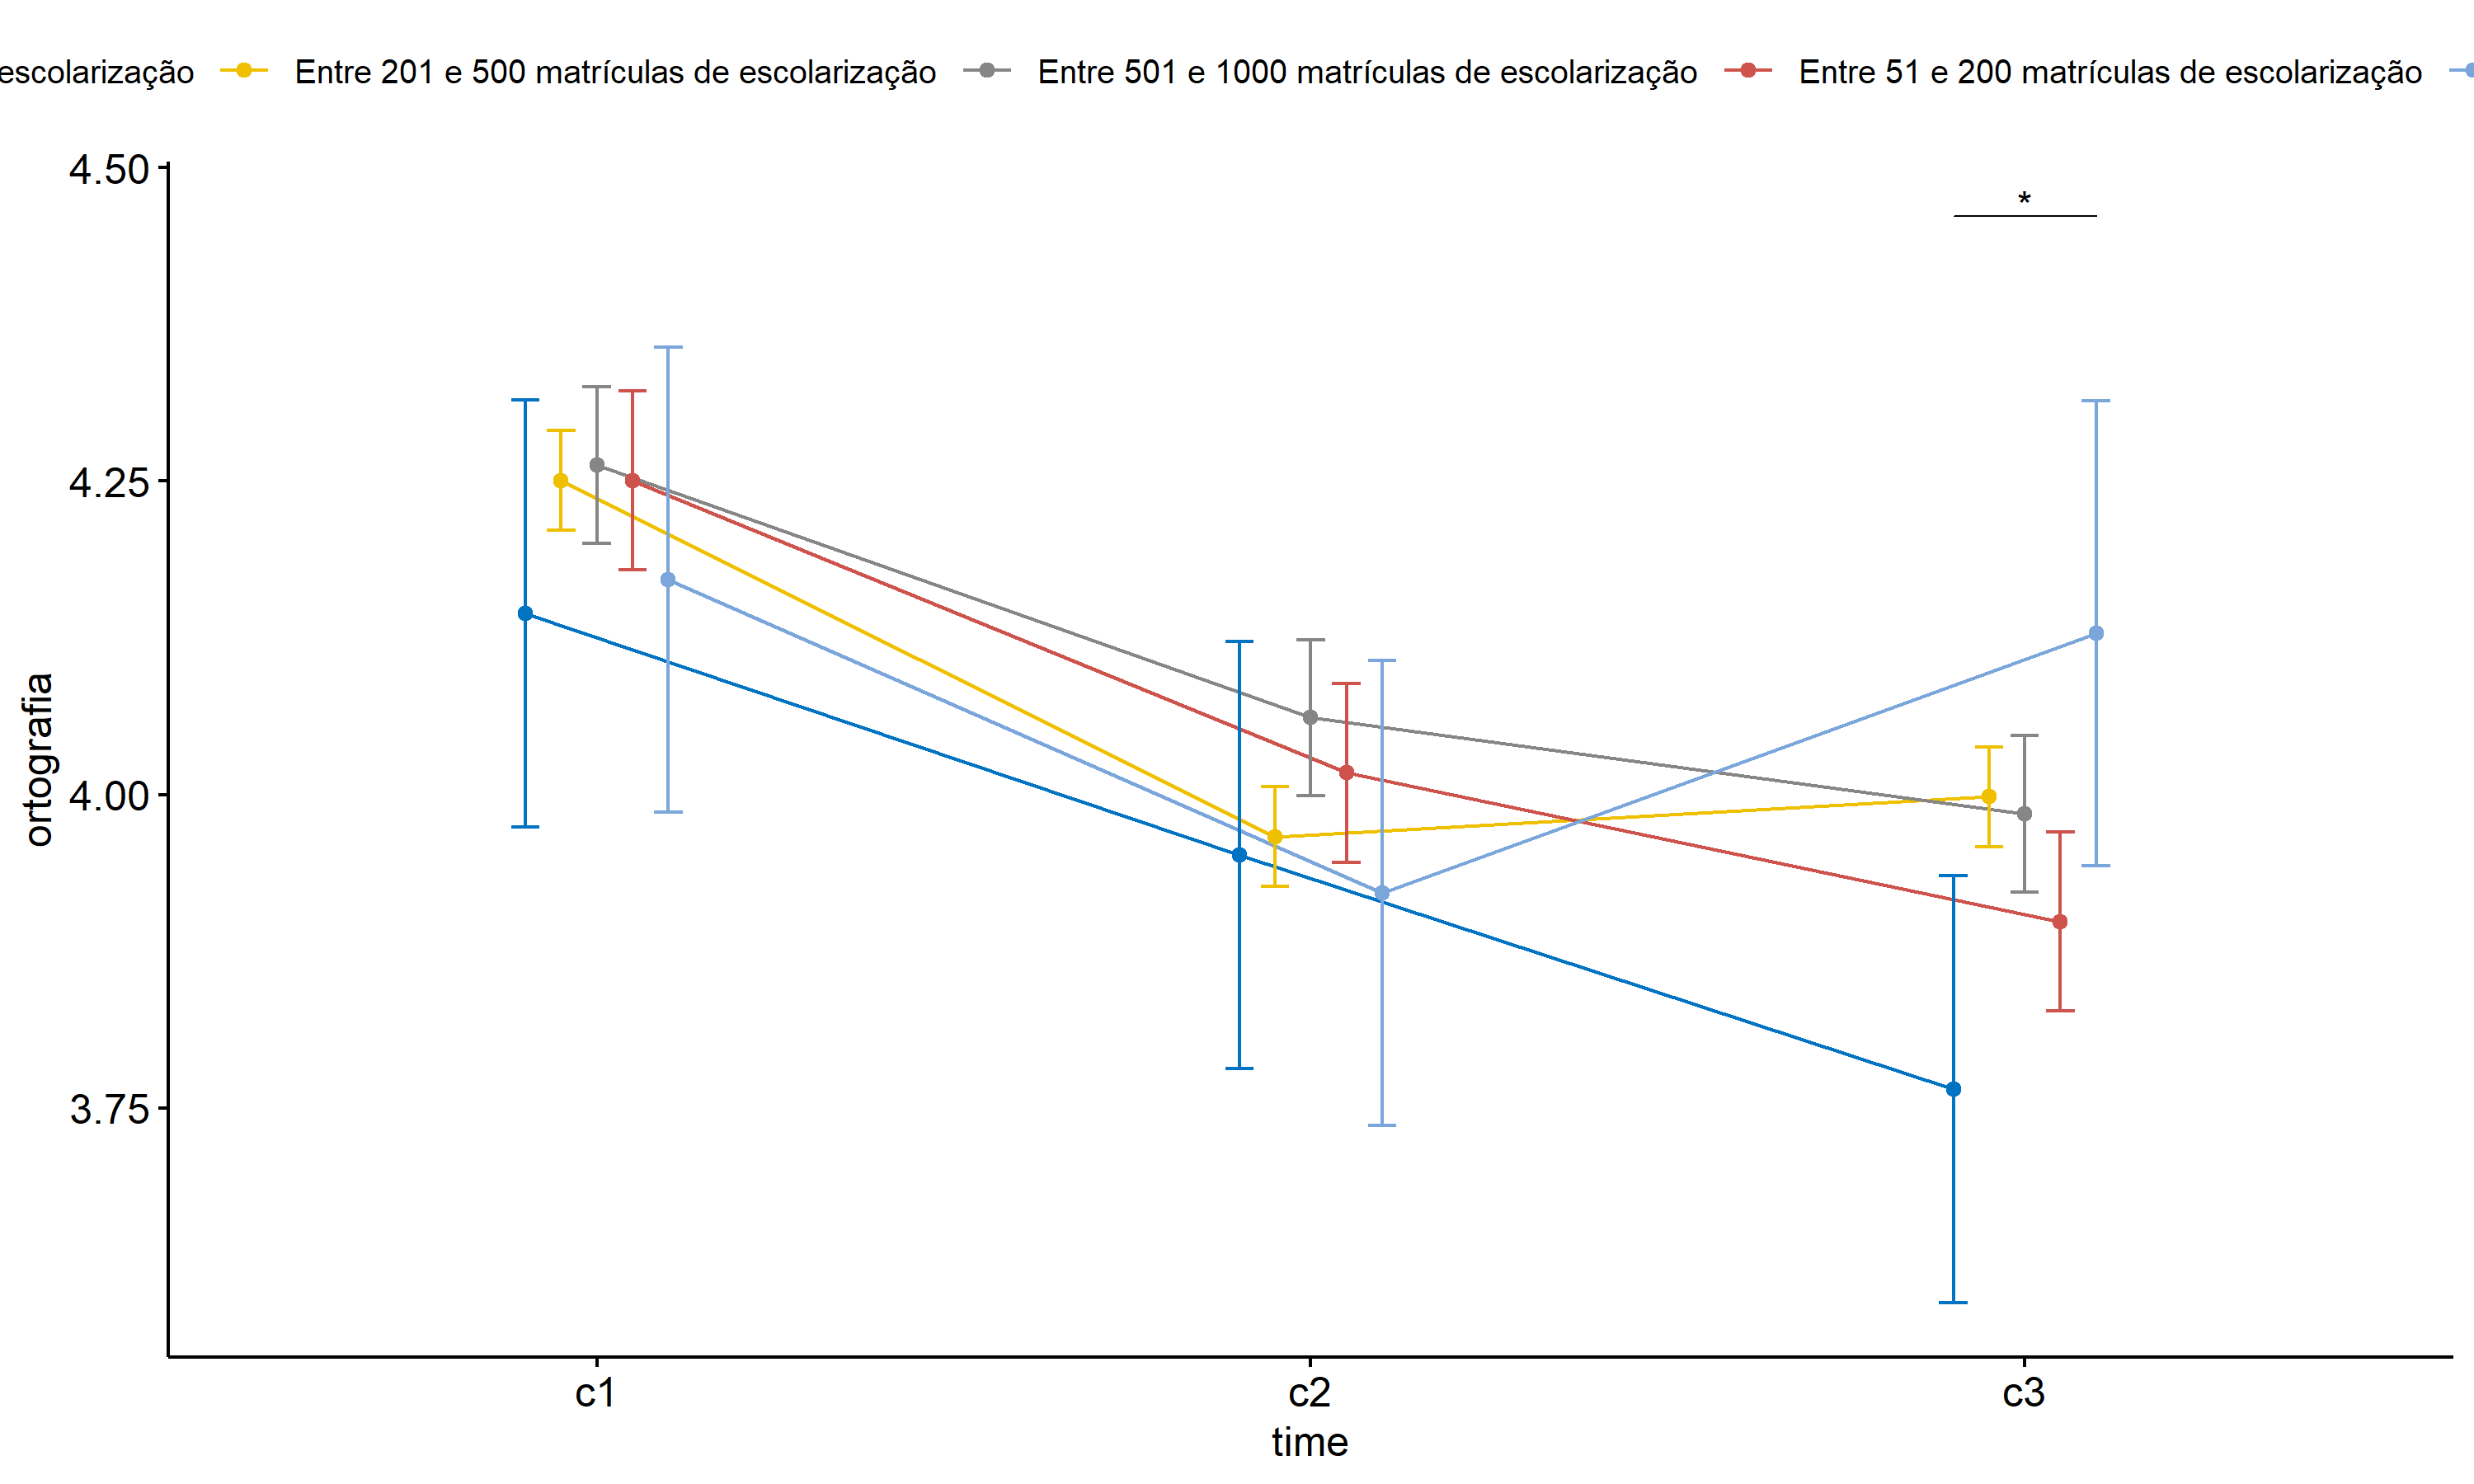 escolarização Entre 201 e 500 matrículas de escolarização Entre 501 e 1000 matrículas de escolarização Entre 51 e 200 matrículas de escolarização
4.50
*
4.25
4.00
3.75
ortografia
c1 c2 c3
time